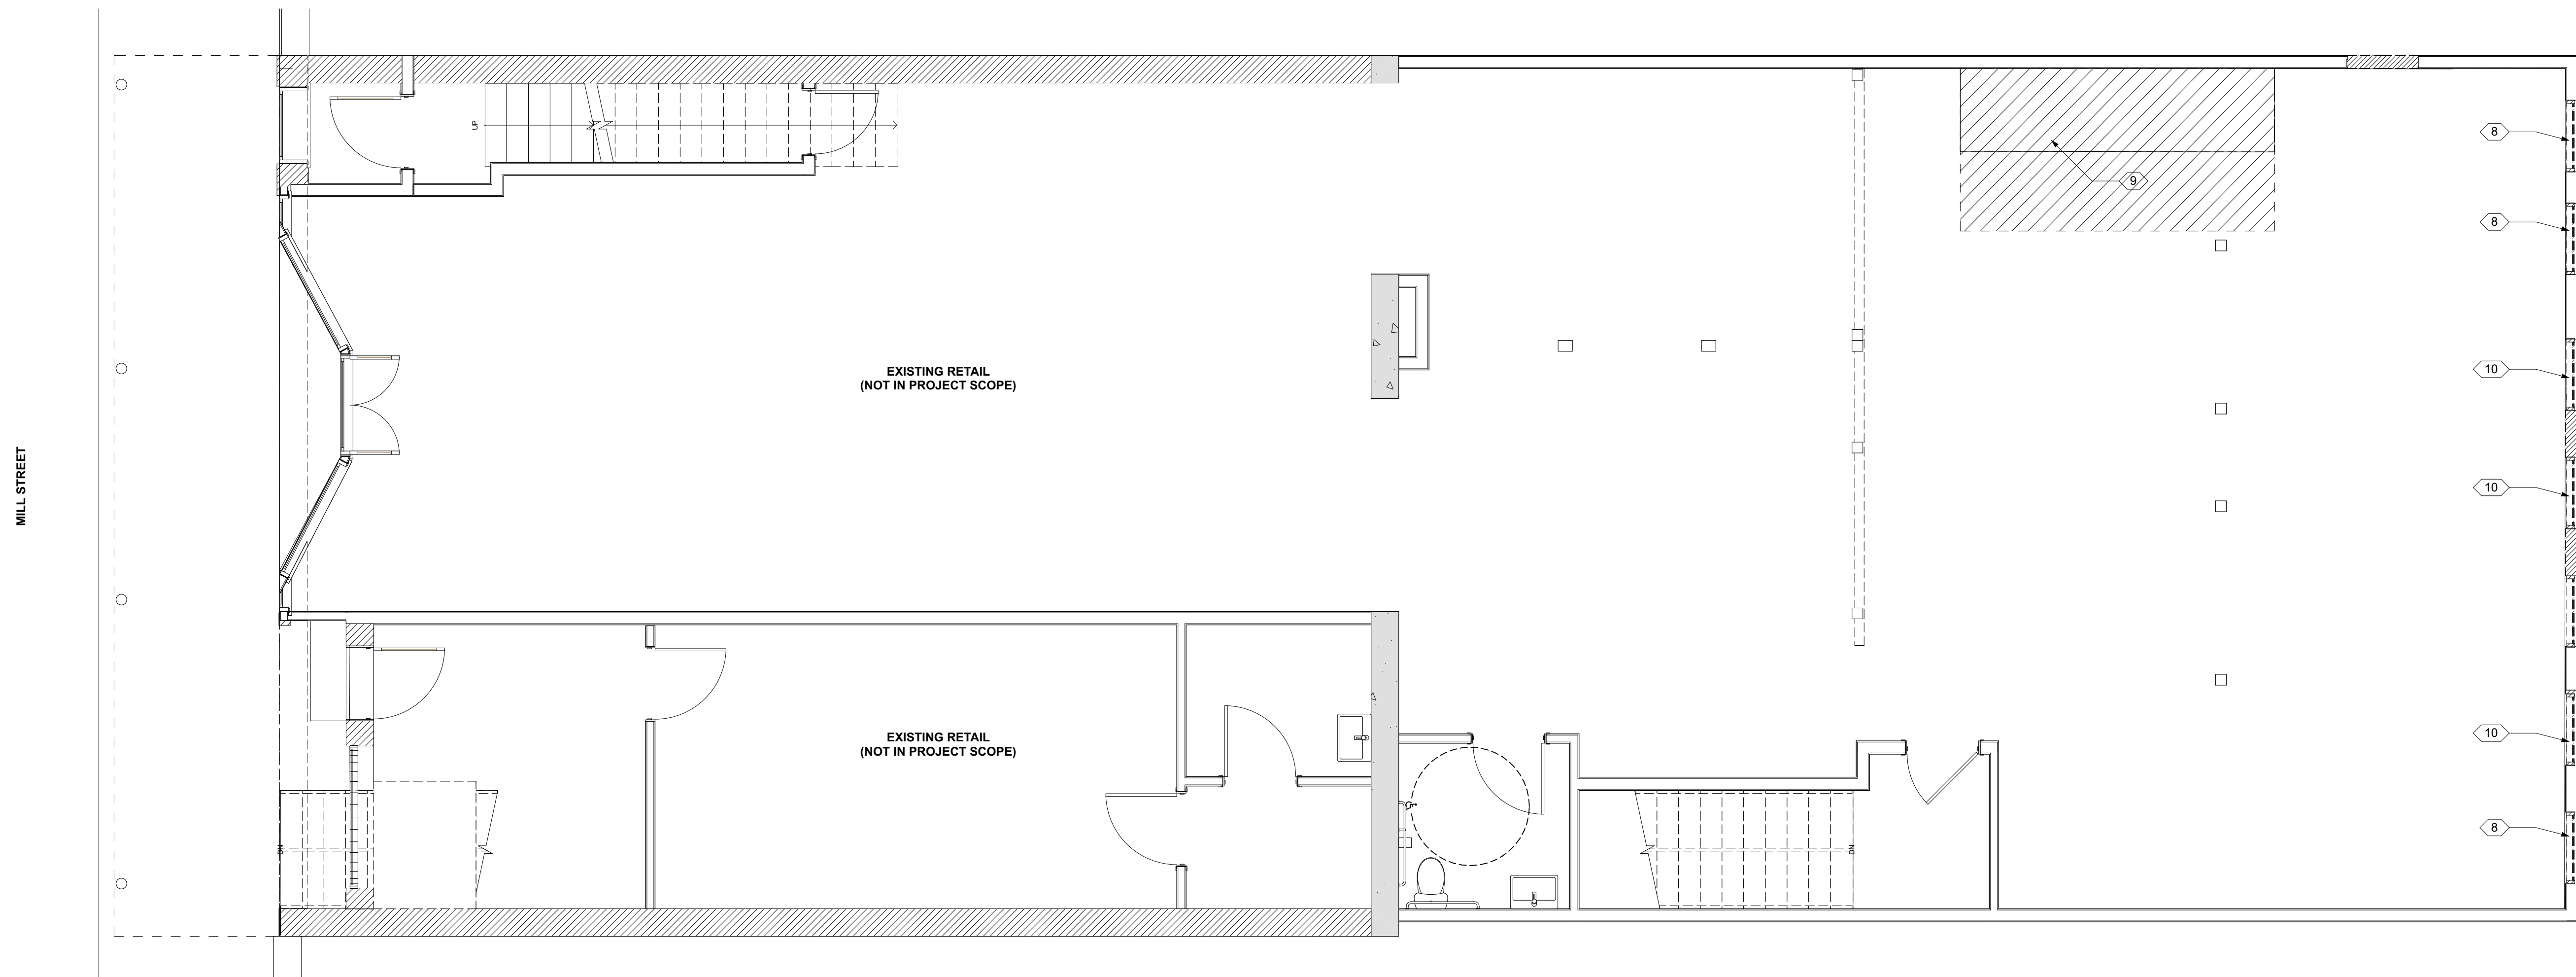 MILL STREET
UP
8
9
8
EXISTING RETAIL
(NOT IN PROJECT SCOPE)
10
10
EXISTING RETAIL
(NOT IN PROJECT SCOPE)
10
8
DN
DN